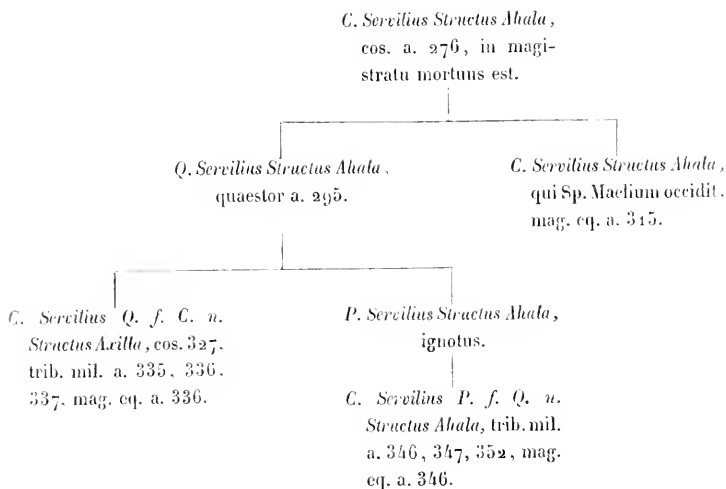 C. Servilius Structus Ahala,
cos. a. 276, in magi-
stratu mortuus est.
Q. Servilius Structus Ahala,
quaestor a. 295.
C. Servilius Structus Ahala,
qui Sp. Maelium occidit.
mag. eq. a. 315.
C. Servilius Q. f. C. n.
Structus Axilla, cos. 327.
trib. mil. a. 335, 336.
337. mag. eq. a. 336.
P. Servilius Structus Ahala,
ignotus.
C. Servilius P. f. Q. n.
Structus Ahala, trib. mil.
a. 346, 347, 352, mag.
eq. a. 346.